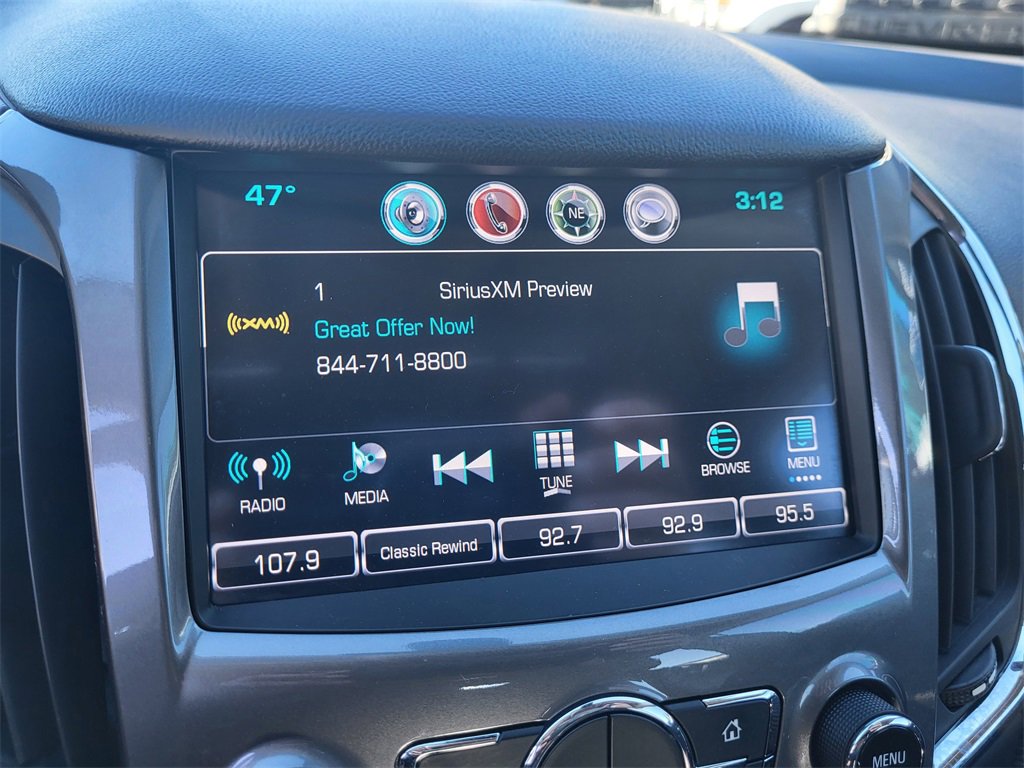 47°
NE
3:12
1 SiriusXM Preview
((XM))
Great Offer Now!
844-711-8800
RADIO
MEDIA
TUNE
BROWSE
MENU
107.9
Classic Rewind
92.7
92.9
95.5
MENU